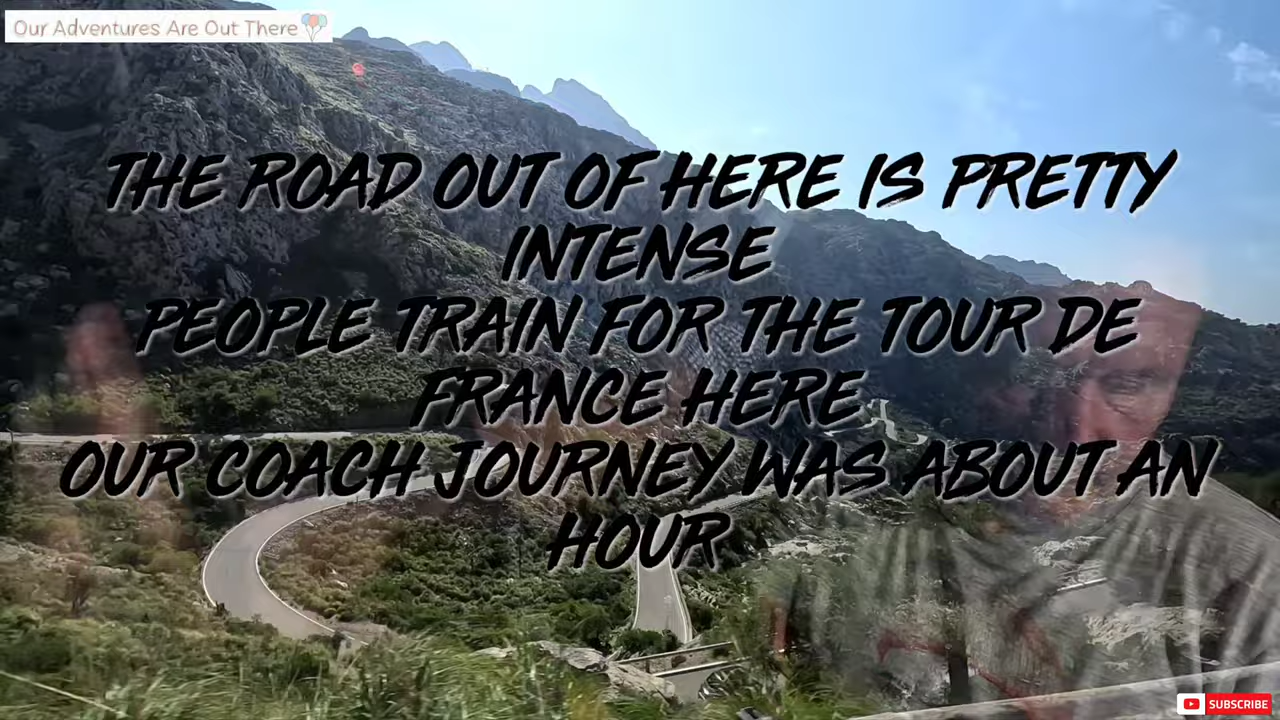 Our Adventures Are Out There
THE ROAD OUT OF HERE IS PRETTY
INTENSE
PEOPLE TRAIN FOR THE TOUR DE
FRANCE HERE
OUR COACH JOURNEY WAS ABOUT AN
HOUR
SUBSCRIBE